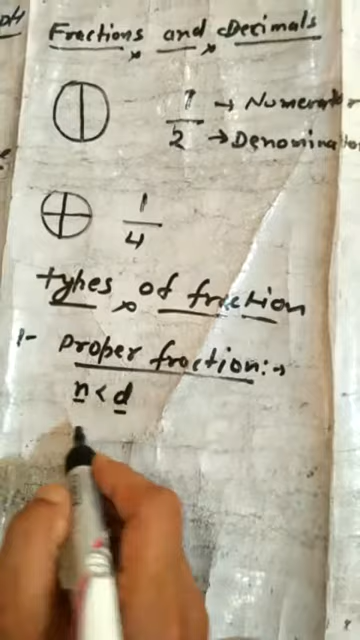 Fractions and Decimals
1 → Numerator
2 → Denominator
1
4
types of fraction
1- Proper fraction:→
n < d